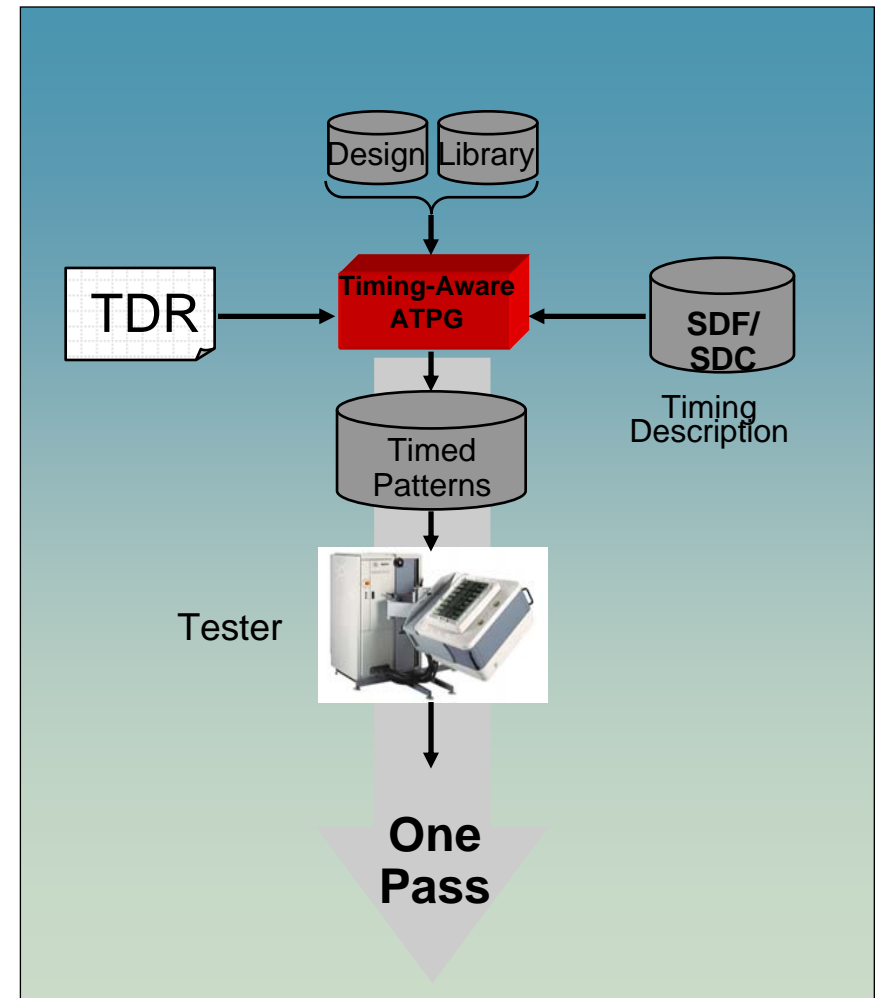 Design Library
Timing-Aware
ATPG
TDR
SDF/
SDC
Timing
Description
Timed
Patterns
Tester
One
Pass